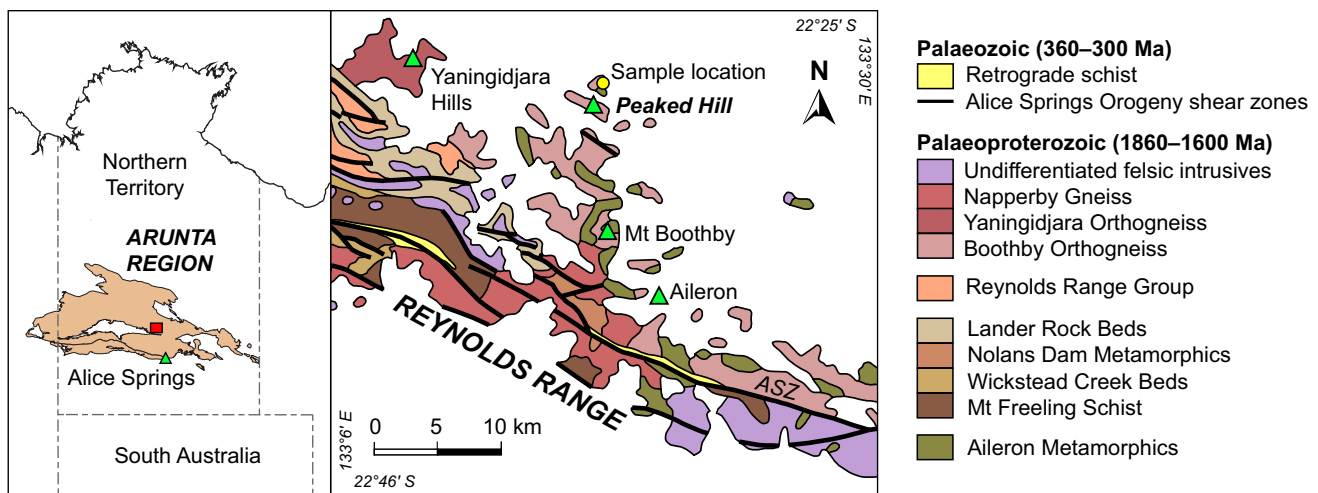 Northern
Territory
ARUNTA
REGION
Alice Springs
South Australia
22°25' S
133°30' E
Yaningidjara
Hills
Sample location
Peaked Hill
N
Mt Boothby
Aileron
REYNOLDS RANGE
ASZ
0 5 10 km
133°6' E
22°46' S
Palaeozoic (360–300 Ma)
Retrograde schist
Alice Springs Orogeny shear zones
Palaeoproterozoic (1860–1600 Ma)
Undifferentiated felsic intrusives
Napperby Gneiss
Yaningidjara Orthogneiss
Boothby Orthogneiss
Reynolds Range Group
Lander Rock Beds
Nolans Dam Metamorphics
Wickstead Creek Beds
Mt Freeling Schist
Aileron Metamorphics